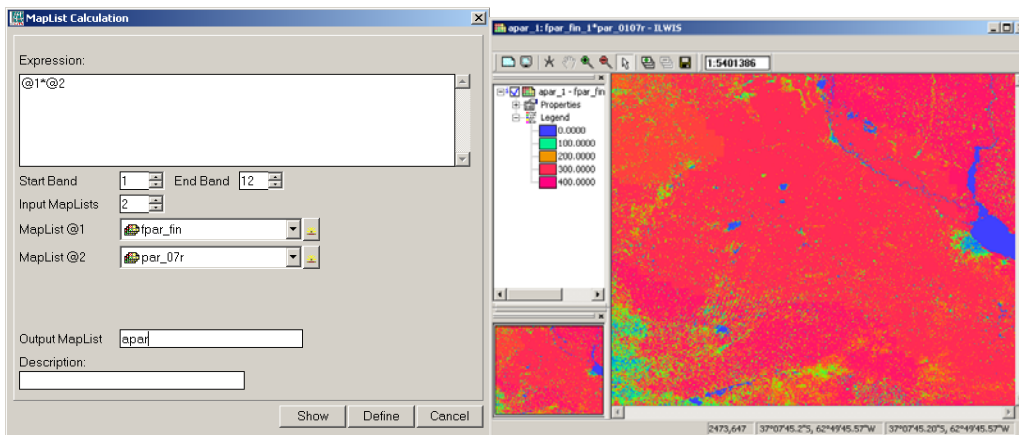 MapList Calculation
Expression:
@1*@2
Start Band 1 End Band 12
Input MapLists 2
MapList @1 fpar_fin
MapList @2 par_07r
Output MapList apar
Description:
Show Define Cancel
apar_1: fpar_fin_1*par_0107r - ILWIS
1:5401386
apar_1 - fpar_fin
Properties
Legend
0.0000
100.0000
200.0000
300.0000
400.0000
2473,647 37°07'45.2"S, 62°49'45.57"W 37°07'45.20"S, 62°49'45.57"W